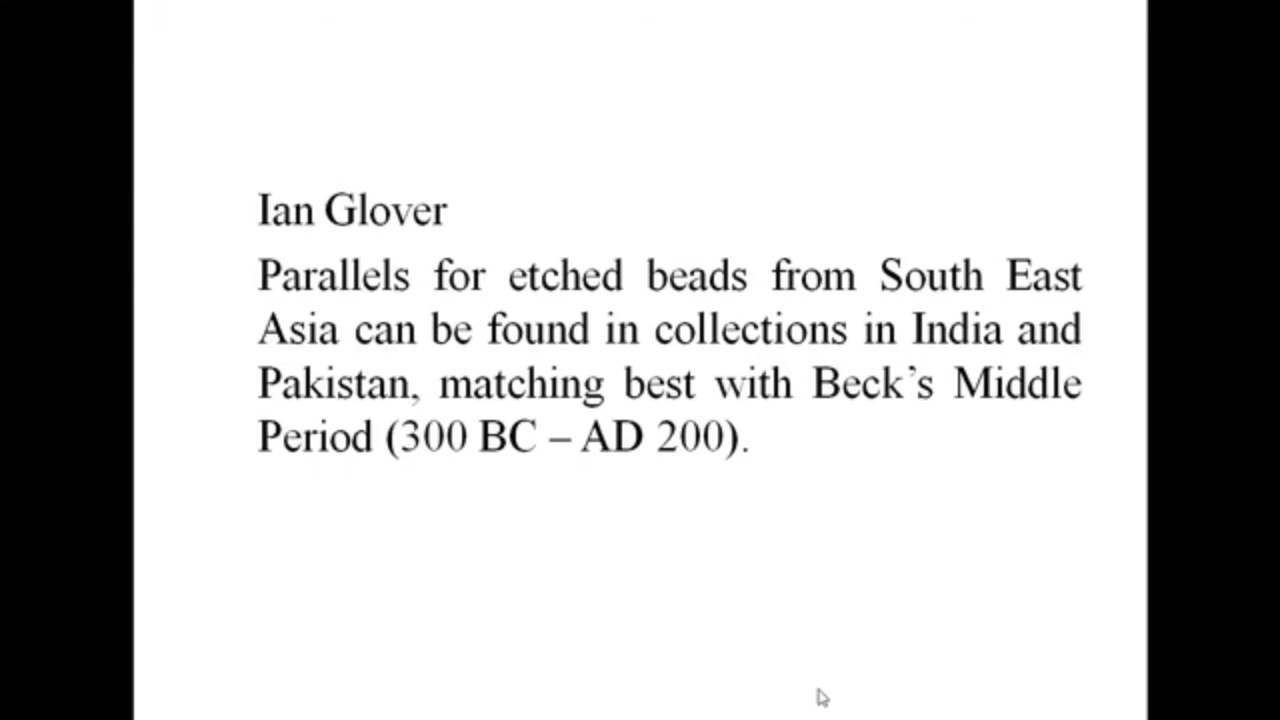 Ian Glover
Parallels for etched beads from South East
Asia can be found in collections in India and
Pakistan, matching best with Beck’s Middle
Period (300 BC – AD 200).